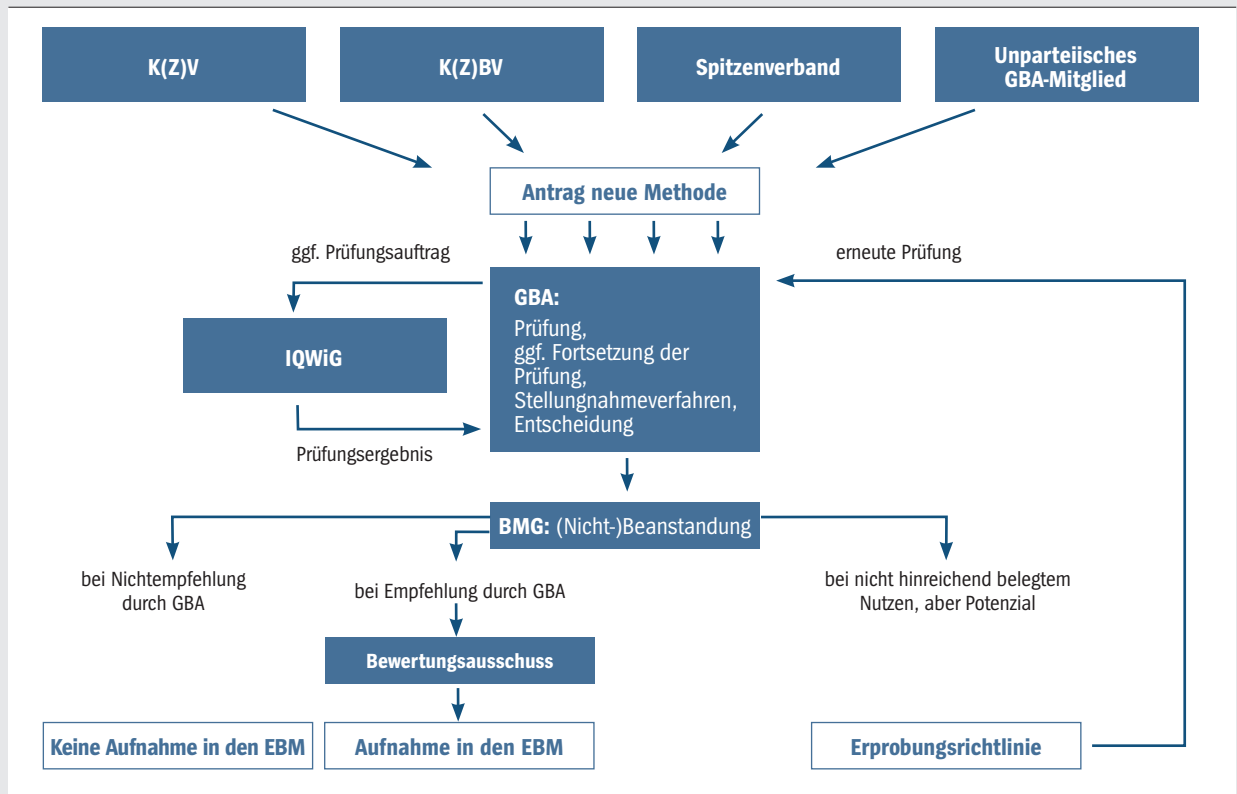 K(Z)V
K(Z)BV
Spitzenverband
Unparteiisches
GBA-Mitglied
Antrag neue Methode
ggf. Prüfungsauftrag
erneute Prüfung
GBA:
Prüfung,
ggf. Fortsetzung der
Prüfung,
Stellungnahmeverfahren,
Entscheidung
IQWiG
Prüfungsergebnis
BMG: (Nicht-)Beanstandung
bei Nichtempfehlung
durch GBA
bei Empfehlung durch GBA
bei nicht hinreichend belegtem
Nutzen, aber Potenzial
Bewertungsausschuss
Keine Aufnahme in den EBM
Aufnahme in den EBM
Erprobungsrichtlinie